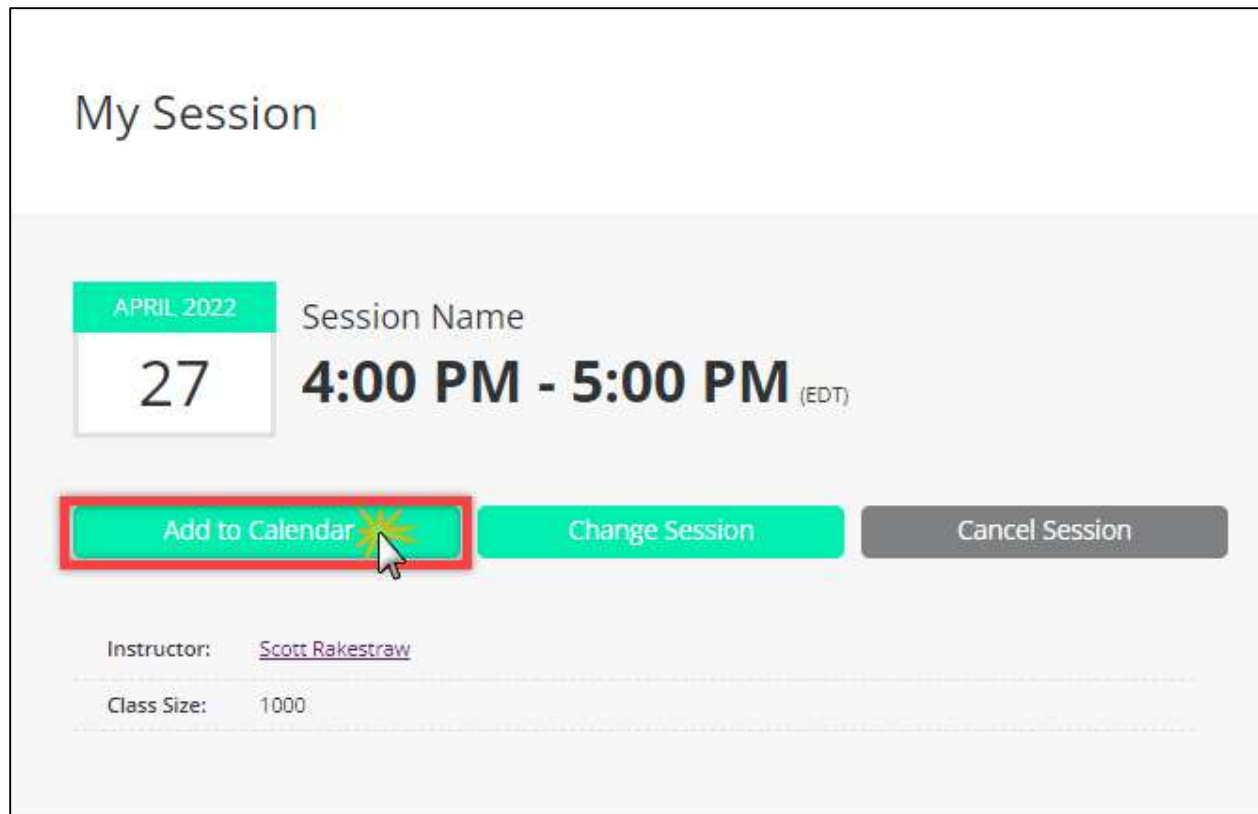 My Session
APRIL 2022
27
Session Name
4:00 PM - 5:00 PM (EDT)
Add to Calendar
Change Session
Cancel Session
Instructor: Scott Rakestraw
Class Size: 1000